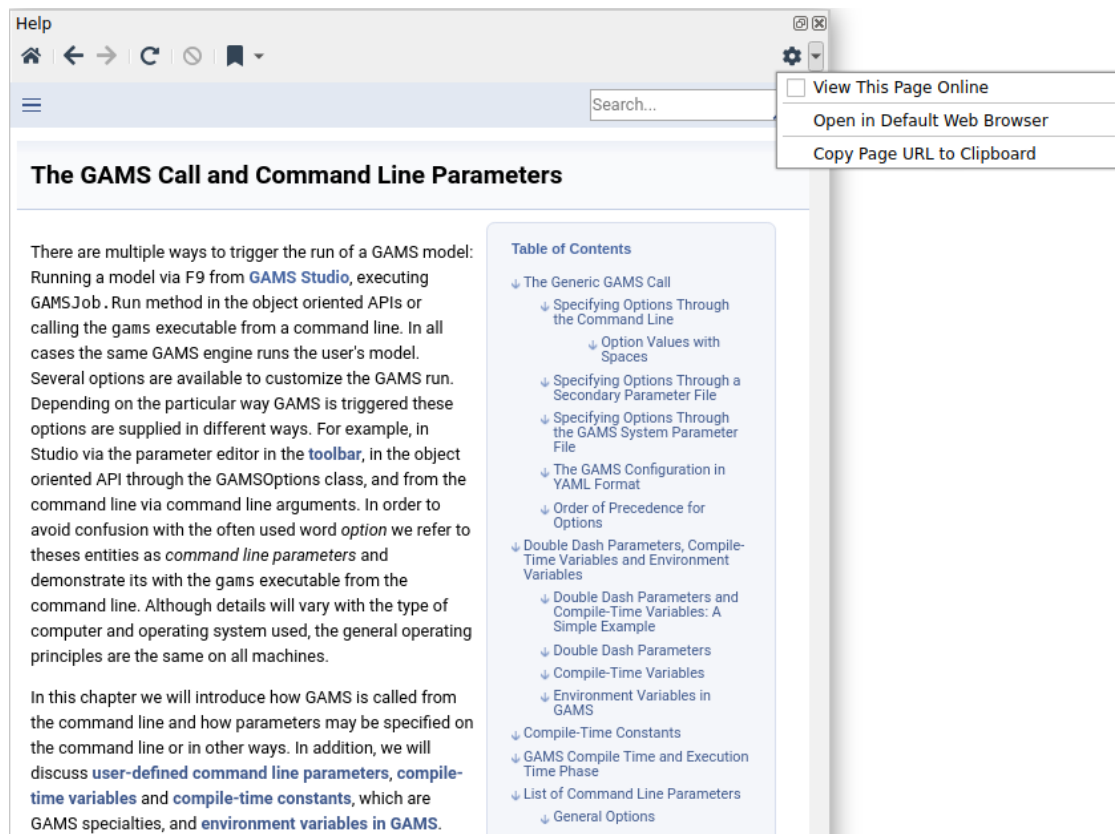 Help
Search...
View This Page Online
Open in Default Web Browser
Copy Page URL to Clipboard
The GAMS Call and Command Line Parameters
There are multiple ways to trigger the run of a GAMS model:
Running a model via F9 from GAMS Studio, executing
GAMSJob.Run method in the object oriented APIs or
calling the gams executable from a command line. In all
cases the same GAMS engine runs the user's model.
Several options are available to customize the GAMS run.
Depending on the particular way GAMS is triggered these
options are supplied in different ways. For example, in
Studio via the parameter editor in the toolbar, in the object
oriented API through the GAMSOptions class, and from the
command line via command line arguments. In order to
avoid confusion with the often used word option we refer to
theses entities as command line parameters and
demonstrate its with the gams executable from the
command line. Although details will vary with the type of
computer and operating system used, the general operating
principles are the same on all machines.
In this chapter we will introduce how GAMS is called from
the command line and how parameters may be specified on
the command line or in other ways. In addition, we will
discuss user-defined command line parameters, compile-
time variables and compile-time constants, which are
GAMS specialties, and environment variables in GAMS.
Table of Contents
↓ The Generic GAMS Call
↓ Specifying Options Through
the Command Line
↓ Option Values with
Spaces
↓ Specifying Options Through a
Secondary Parameter File
↓ Specifying Options Through
the GAMS System Parameter
File
↓ The GAMS Configuration in
YAML Format
↓ Order of Precedence for
Options
↓ Double Dash Parameters, Compile-
Time Variables and Environment
Variables
↓ Double Dash Parameters and
Compile-Time Variables: A
Simple Example
↓ Double Dash Parameters
↓ Compile-Time Variables
↓ Environment Variables in
GAMS
↓ Compile-Time Constants
↓ GAMS Compile Time and Execution
Time Phase
↓ List of Command Line Parameters
↓ General Options